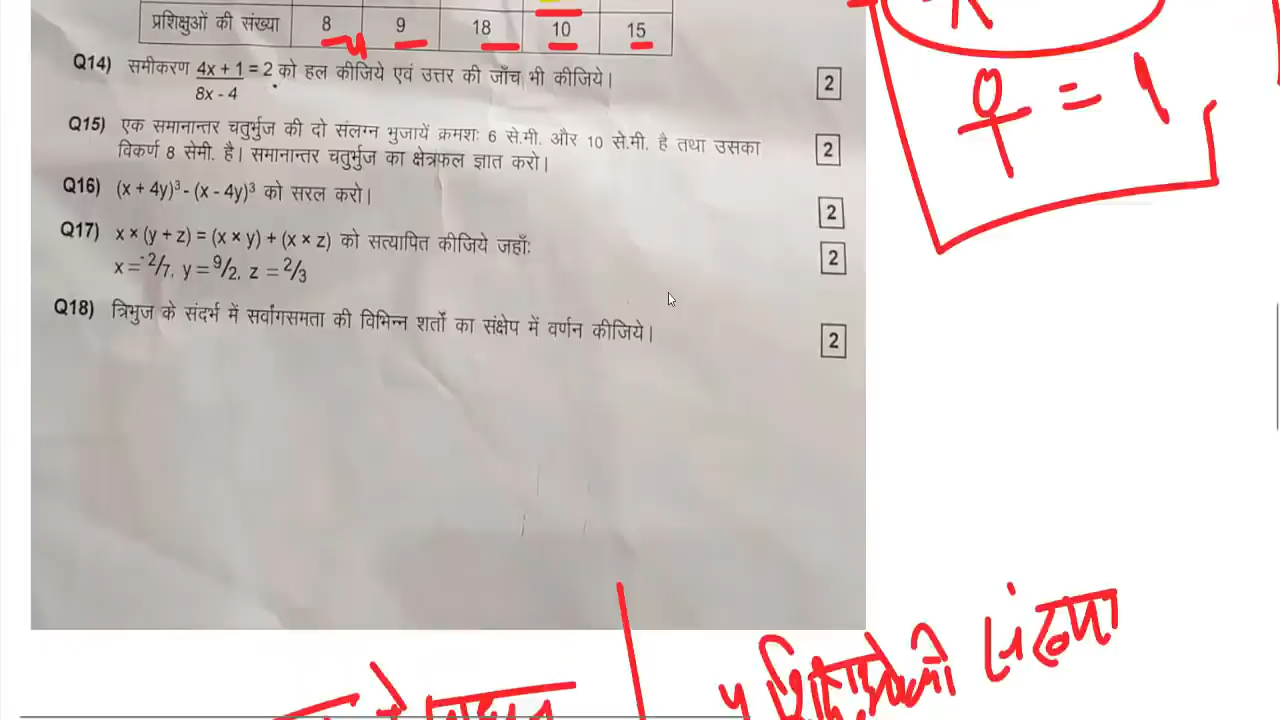 प्रशिक्षुओं की संख्या 8 9 18 10 15
Q14) समीकरण 4x + 1 = 2 को हल कीजिये एवं उत्तर की जाँच भी कीजिये। 2
8x - 4
Q15) एक समानान्तर चतुर्भुज की दो संलग्न भुजायें क्रमशः 6 से.मी. और 10 से.मी. है तथा उसका 2
विकर्ण 8 सेमी. है। समानान्तर चतुर्भुज का क्षेत्रफल ज्ञात करो।
Q16) (x + 4y)³ - (x - 4y)³ को सरल करो। 2
Q17) x × (y + z) = (x × y) + (x × z) को सत्यापित कीजिये जहाँः 2
x = -2/7, y = 9/2, z = 2/3
Q18) त्रिभुज के संदर्भ में सर्वांगसमता की विभिन्न शर्तों का संक्षेप में वर्णन कीजिये। 2
= 1
संख्या